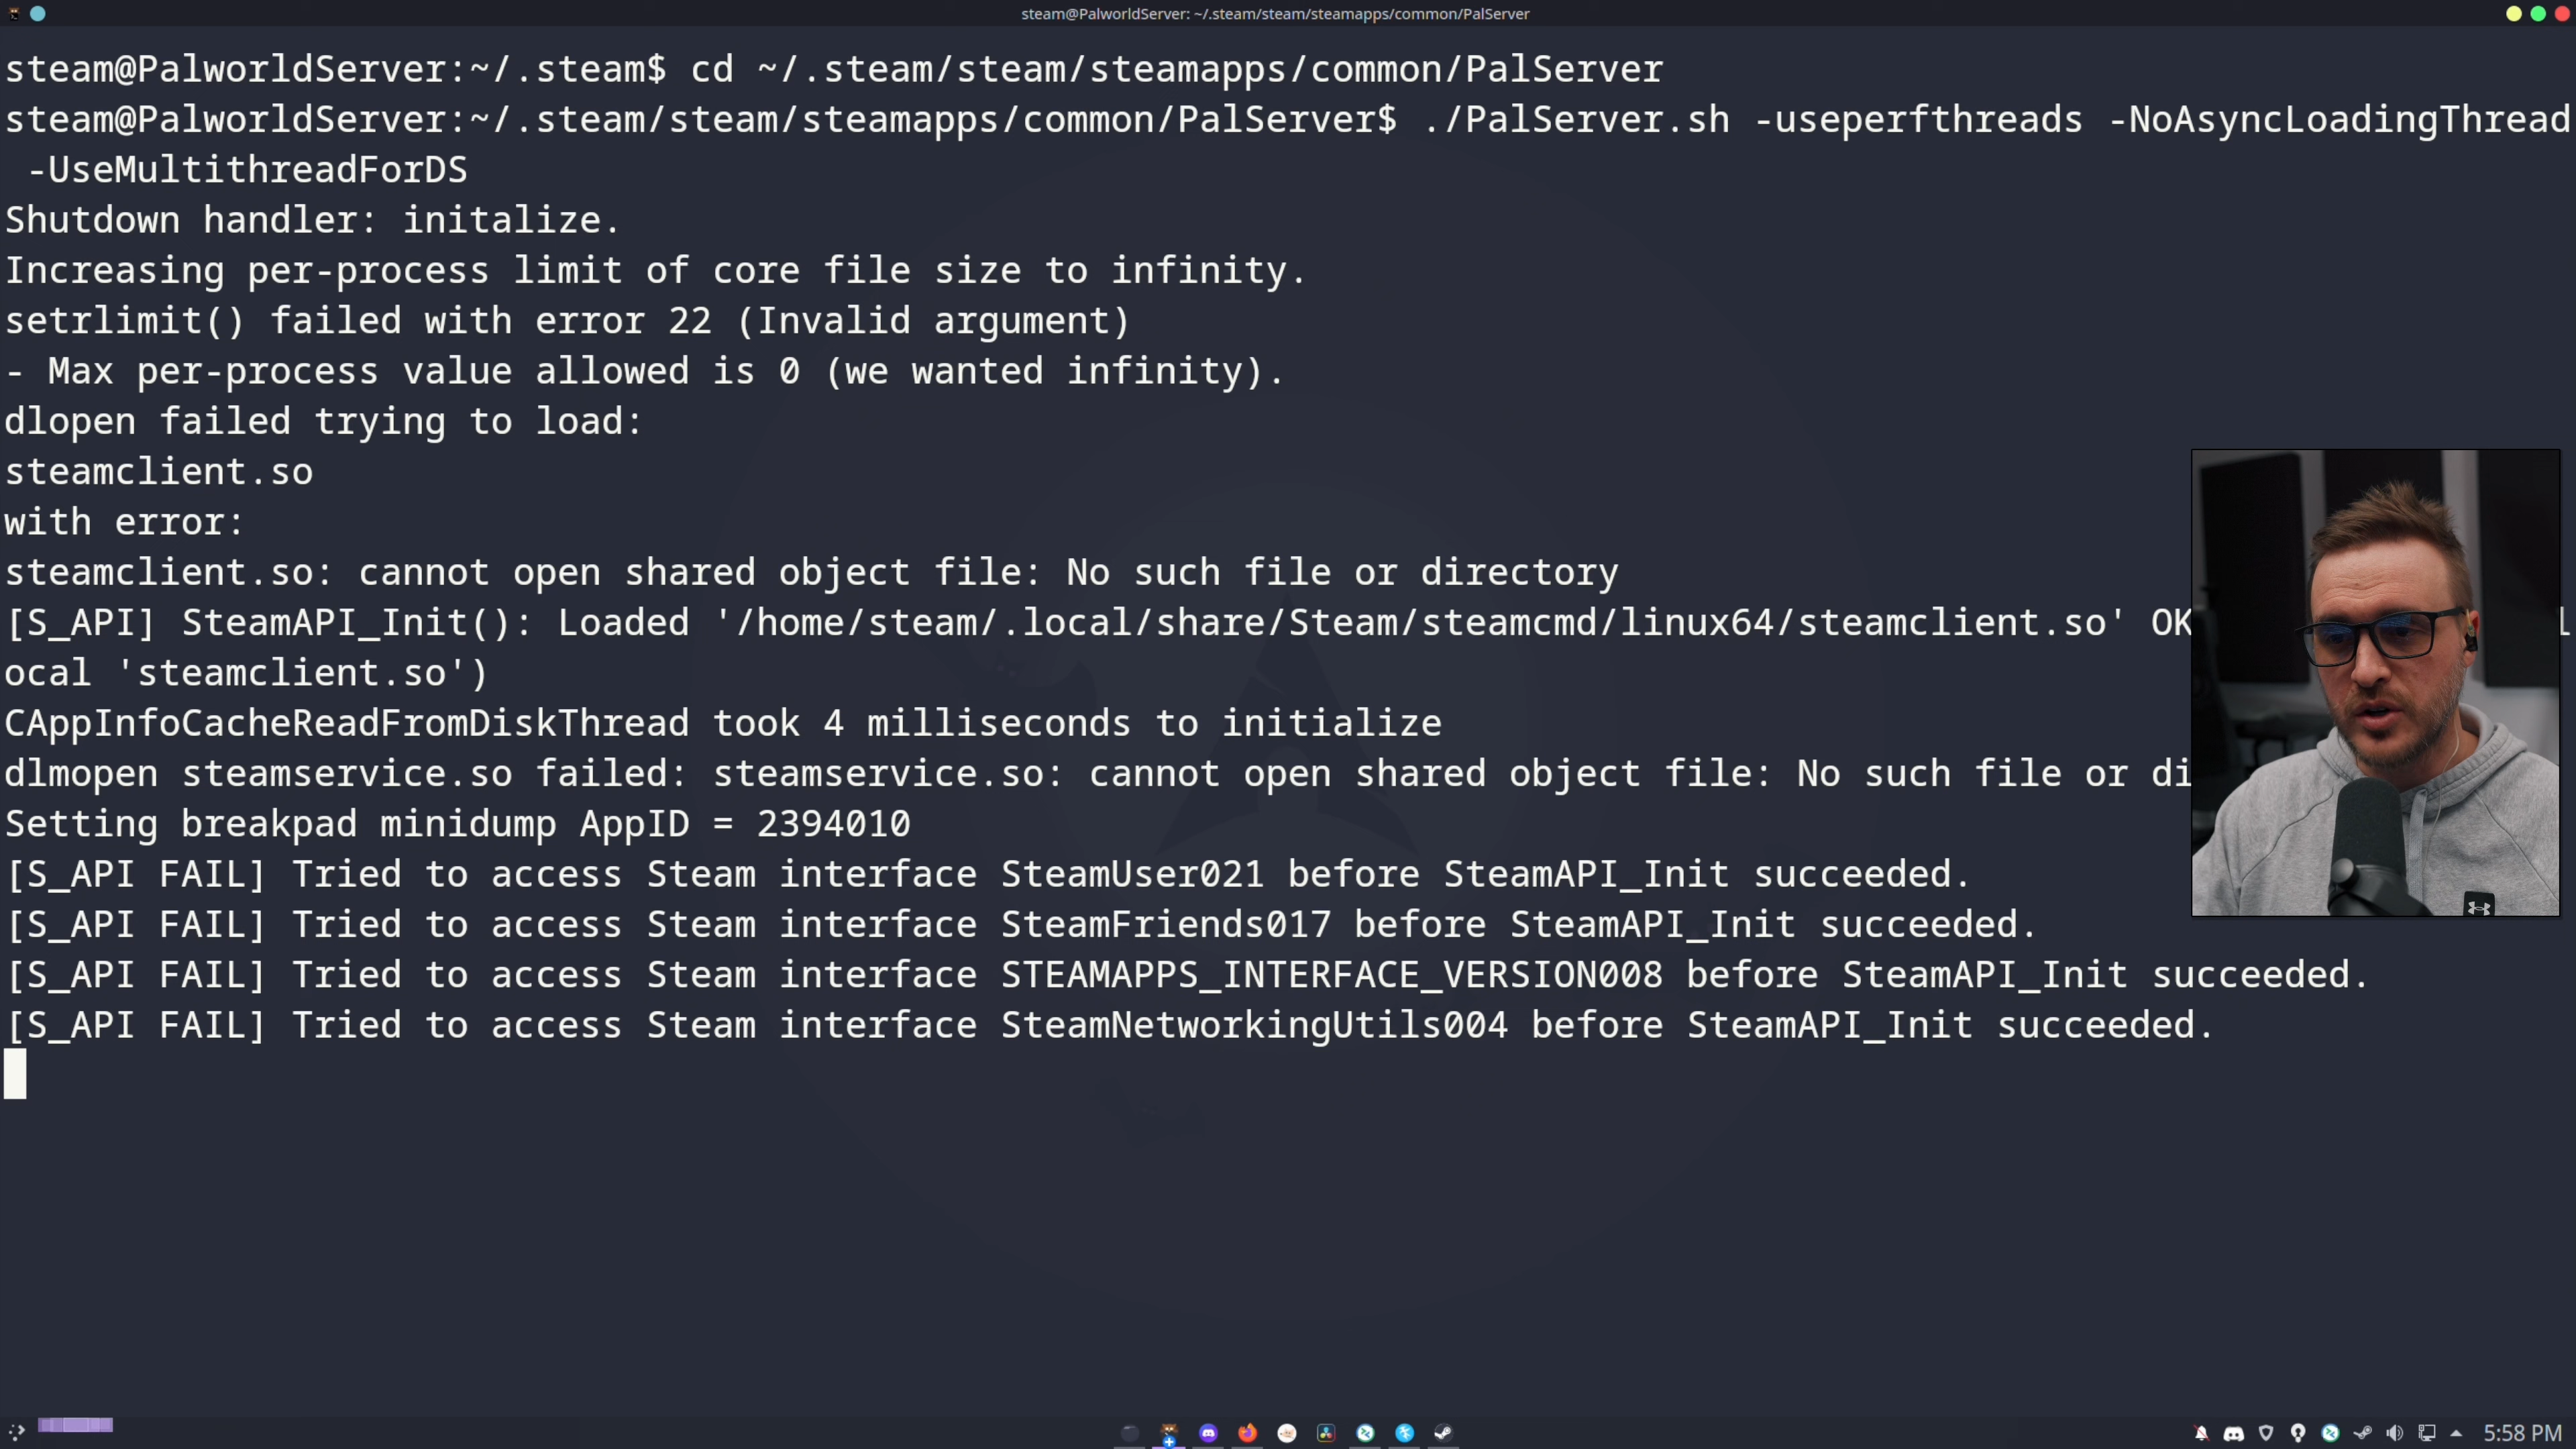 steam@PalworldServer: ~/.steam/steam/steamapps/common/PalServer
steam@PalworldServer:~/.steam$ cd ~/.steam/steam/steamapps/common/PalServer
steam@PalworldServer:~/.steam/steam/steamapps/common/PalServer$ ./PalServer.sh -useperfthreads -NoAsyncLoadingThread
-UseMultithreadForDS
Shutdown handler: initalize.
Increasing per-process limit of core file size to infinity.
setrlimit() failed with error 22 (Invalid argument)
- Max per-process value allowed is 0 (we wanted infinity).
dlopen failed trying to load:
steamclient.so
with error:
steamclient.so: cannot open shared object file: No such file or directory
[S_API] SteamAPI_Init(): Loaded '/home/steam/.local/share/Steam/steamcmd/linux64/steamclient.so' OK
ocal 'steamclient.so')
CAppInfoCacheReadFromDiskThread took 4 milliseconds to initialize
dlmopen steamservice.so failed: steamservice.so: cannot open shared object file: No such file or di
Setting breakpad minidump AppID = 2394010
[S_API FAIL] Tried to access Steam interface SteamUser021 before SteamAPI_Init succeeded.
[S_API FAIL] Tried to access Steam interface SteamFriends017 before SteamAPI_Init succeeded.
[S_API FAIL] Tried to access Steam interface STEAMAPPS_INTERFACE_VERSION008 before SteamAPI_Init succeeded.
[S_API FAIL] Tried to access Steam interface SteamNetworkingUtils004 before SteamAPI_Init succeeded.
5:58 PM